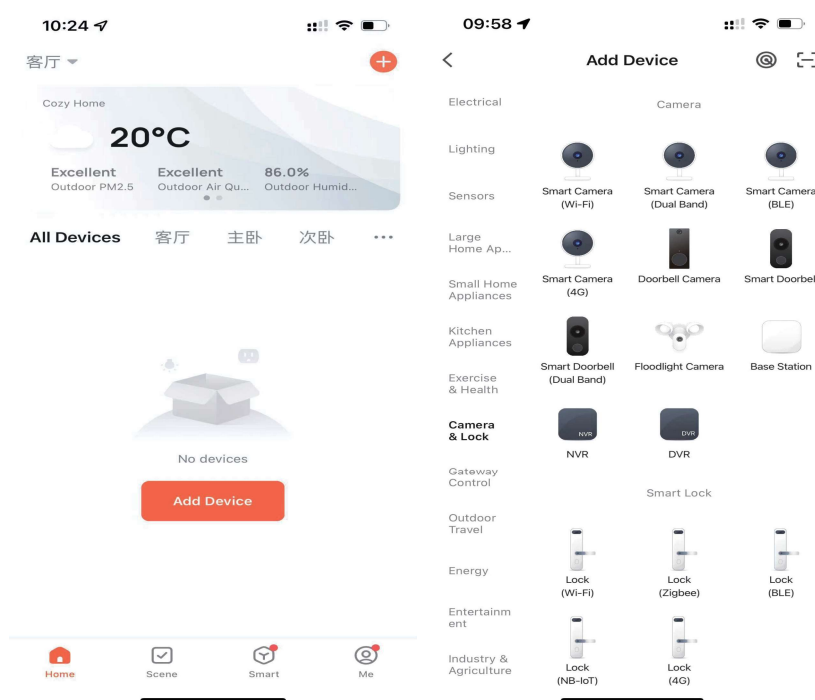 10:24
客厅
Cozy Home
20°C
Excellent
Outdoor PM2.5
Excellent
Outdoor Air Qu...
86.0%
Outdoor Humid...
All Devices 客厅 主卧 次卧 ...
No devices
Add Device
Home Scene Smart Me
09:58
Add Device
Electrical
Lighting
Sensors
Large
Home Ap...
Small Home
Appliances
Kitchen
Appliances
Exercise
& Health
Camera
& Lock
Gateway
Control
Outdoor
Travel
Energy
Entertainm
ent
Industry &
Agriculture
Camera
Smart Camera
(Wi-Fi)
Smart Camera
(Dual Band)
Smart Camera
(BLE)
Smart Camera
(4G)
Doorbell Camera
Smart Doorbel
Smart Doorbell
(Dual Band)
Floodlight Camera
Base Station
NVR
NVR
DVR
DVR
Smart Lock
Lock
(Wi-Fi)
Lock
(Zigbee)
Lock
(BLE)
Lock
(NB-IoT)
Lock
(4G)